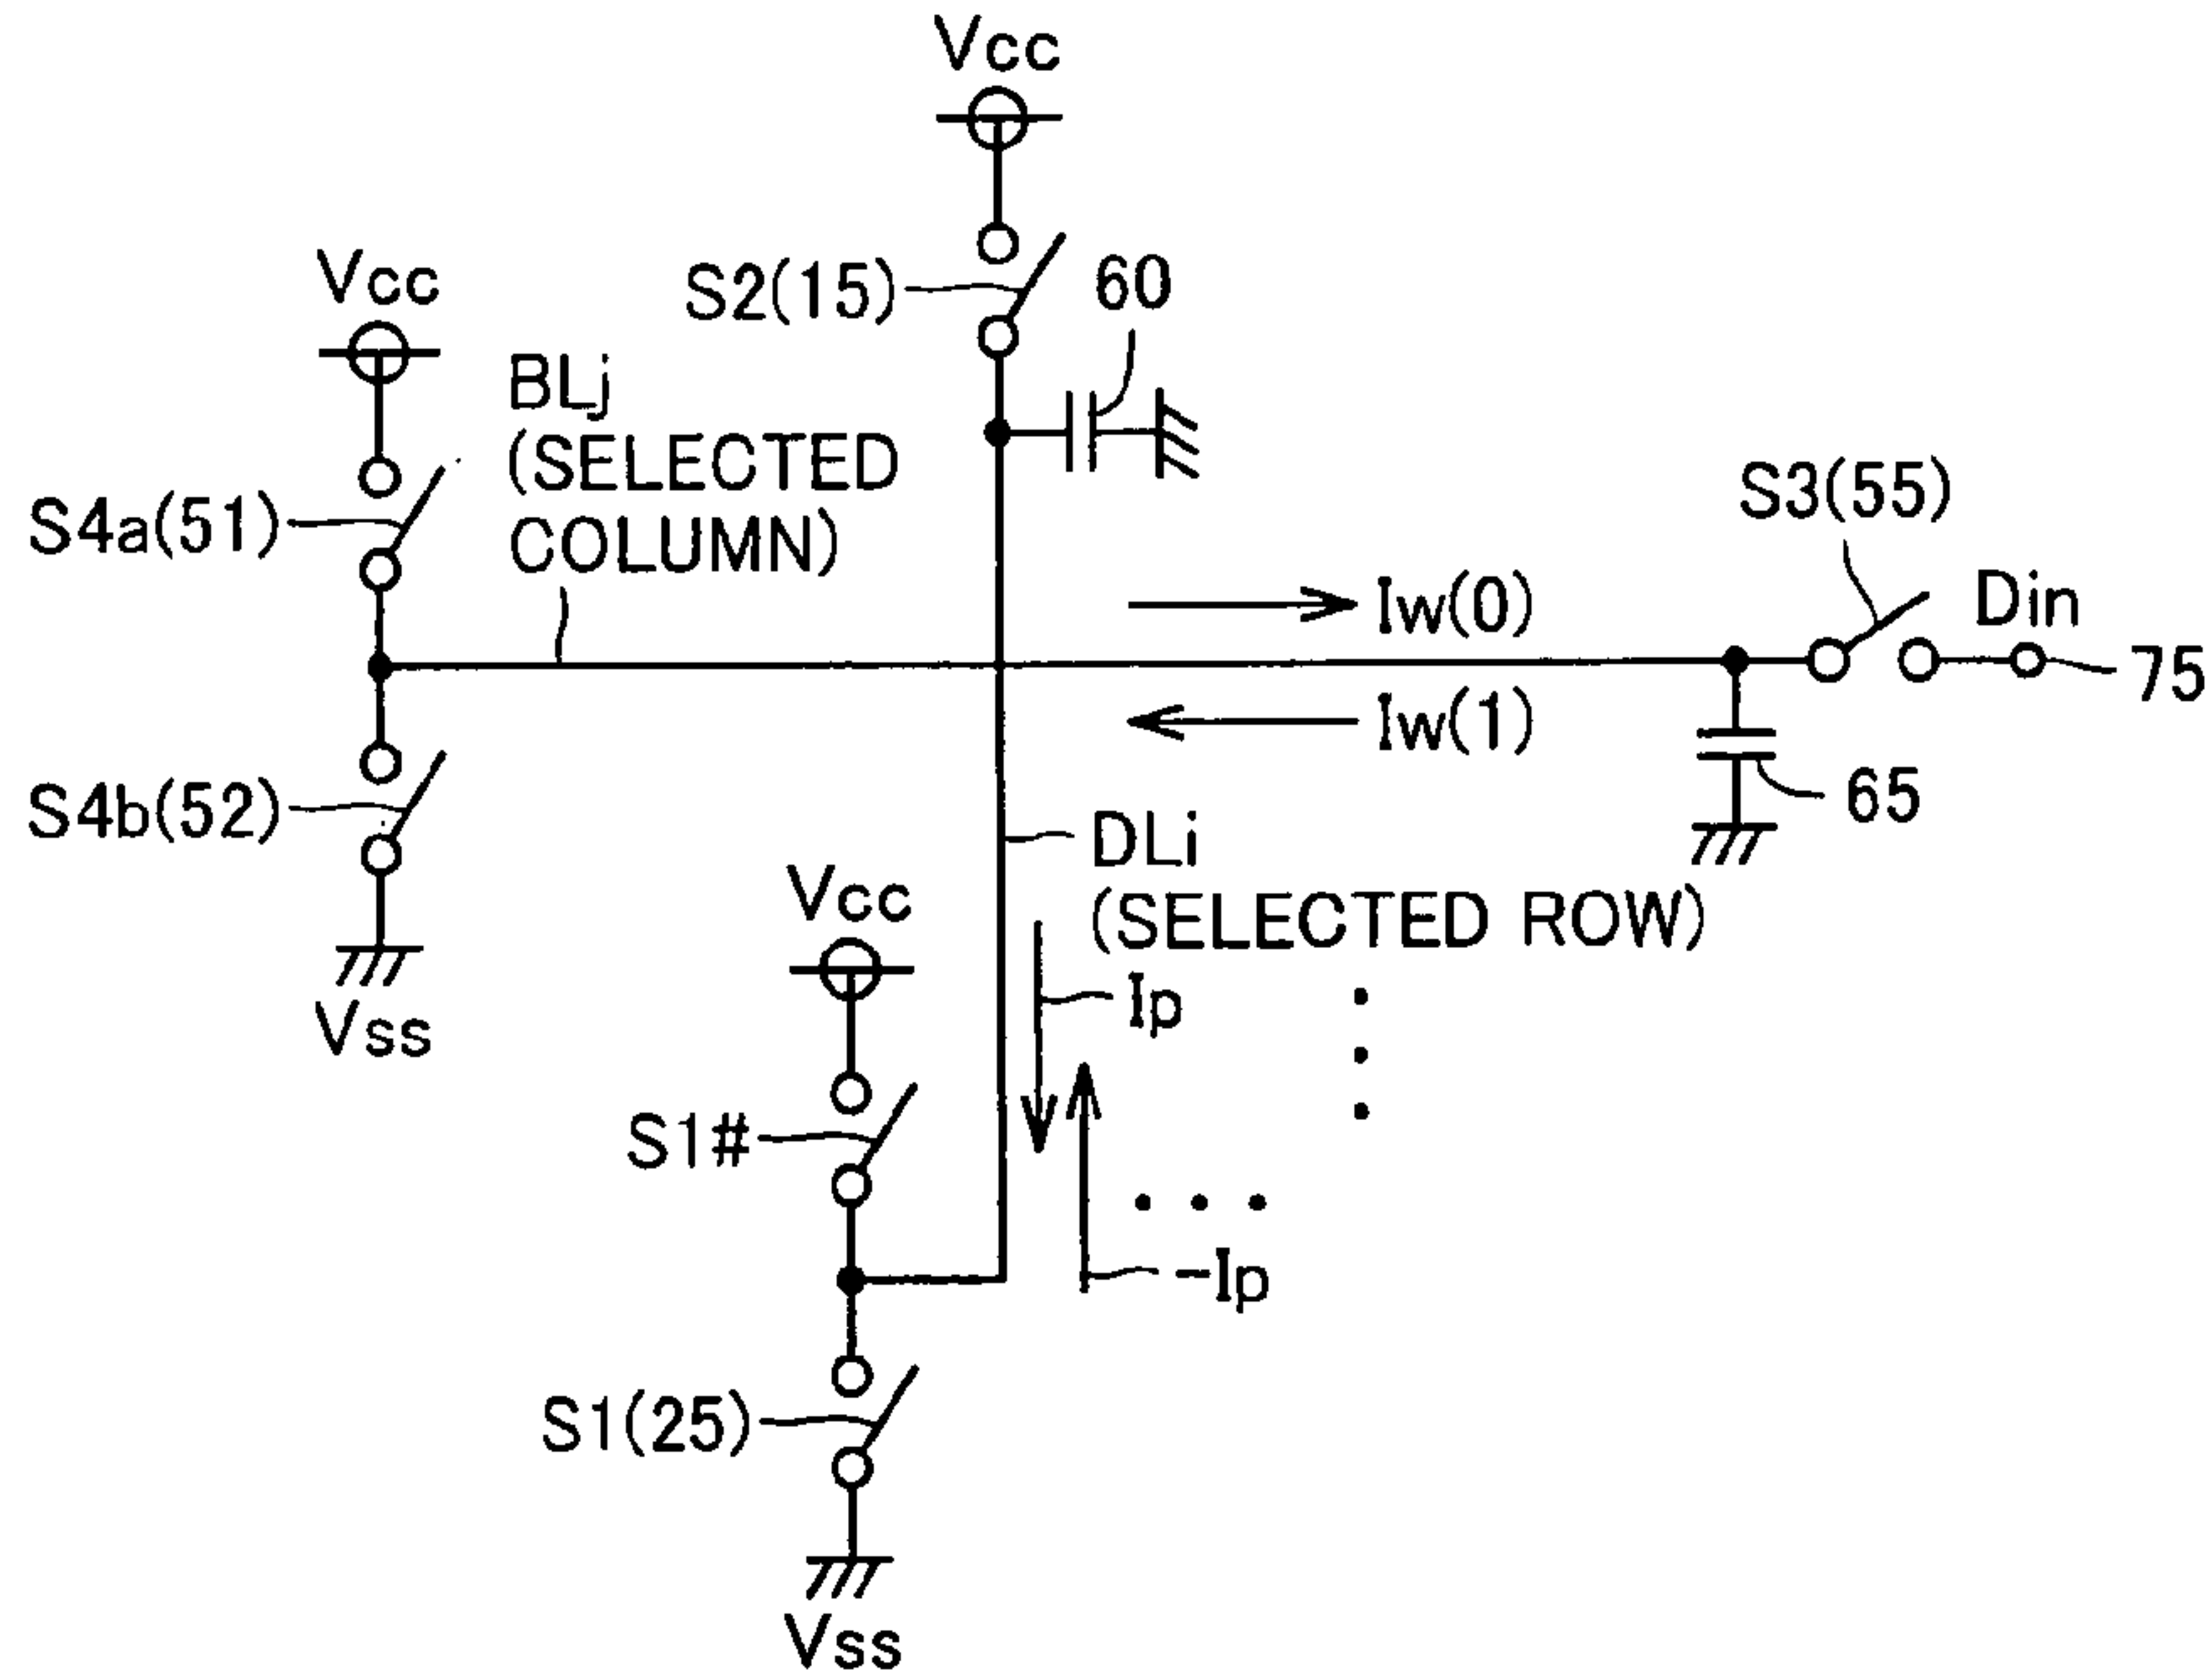 Vcc
Vcc
S2(15)
60
BLj
(SELECTED
COLUMN)
S4a(51)
S3(55)
Din
75
Iw(0)
Iw(1)
65
S4b(52)
Vss
DLi
(SELECTED ROW)
Vcc
Ip
S1#
-Ip
S1(25)
Vss